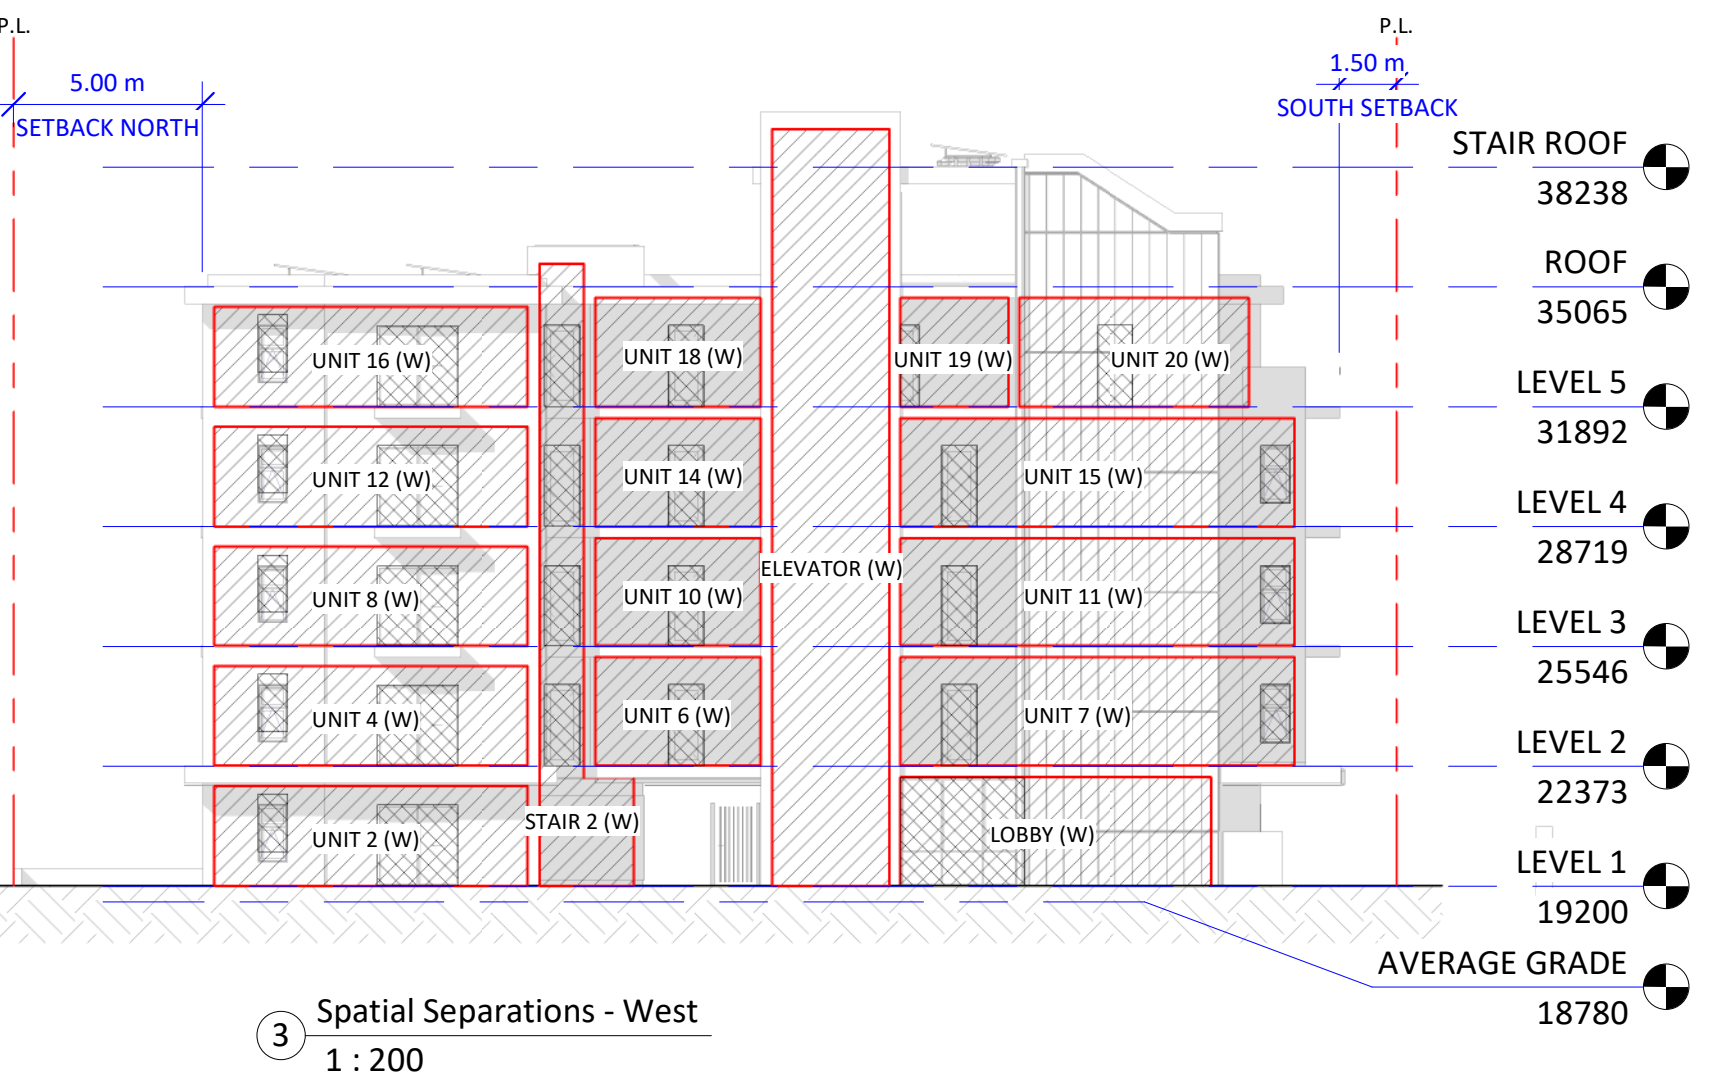 P.L.
P.L.
5.00 m
SETBACK NORTH
1.50 m
SOUTH SETBACK
STAIR ROOF
38238
ROOF
35065
UNIT 16 (W)
UNIT 18 (W)
UNIT 19 (W)
UNIT 20 (W)
LEVEL 5
31892
UNIT 12 (W)
UNIT 14 (W)
UNIT 15 (W)
LEVEL 4
28719
ELEVATOR (W)
UNIT 8 (W)
UNIT 10 (W)
UNIT 11 (W)
LEVEL 3
25546
UNIT 4 (W)
UNIT 6 (W)
UNIT 7 (W)
LEVEL 2
22373
UNIT 2 (W)
STAIR 2 (W)
LOBBY (W)
LEVEL 1
19200
AVERAGE GRADE
18780
3
Spatial Separations - West
1 : 200